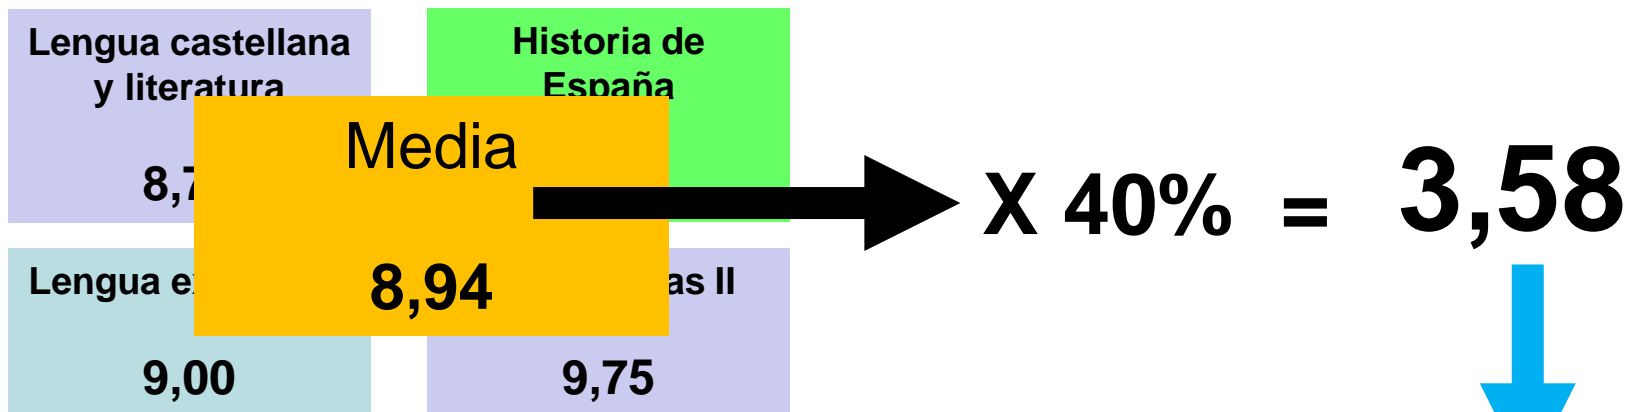 Lengua castellana
y literatura
Historia de
España
Media
8,94
X 40% = 3,58
Lengua
as II
9,00
9,75